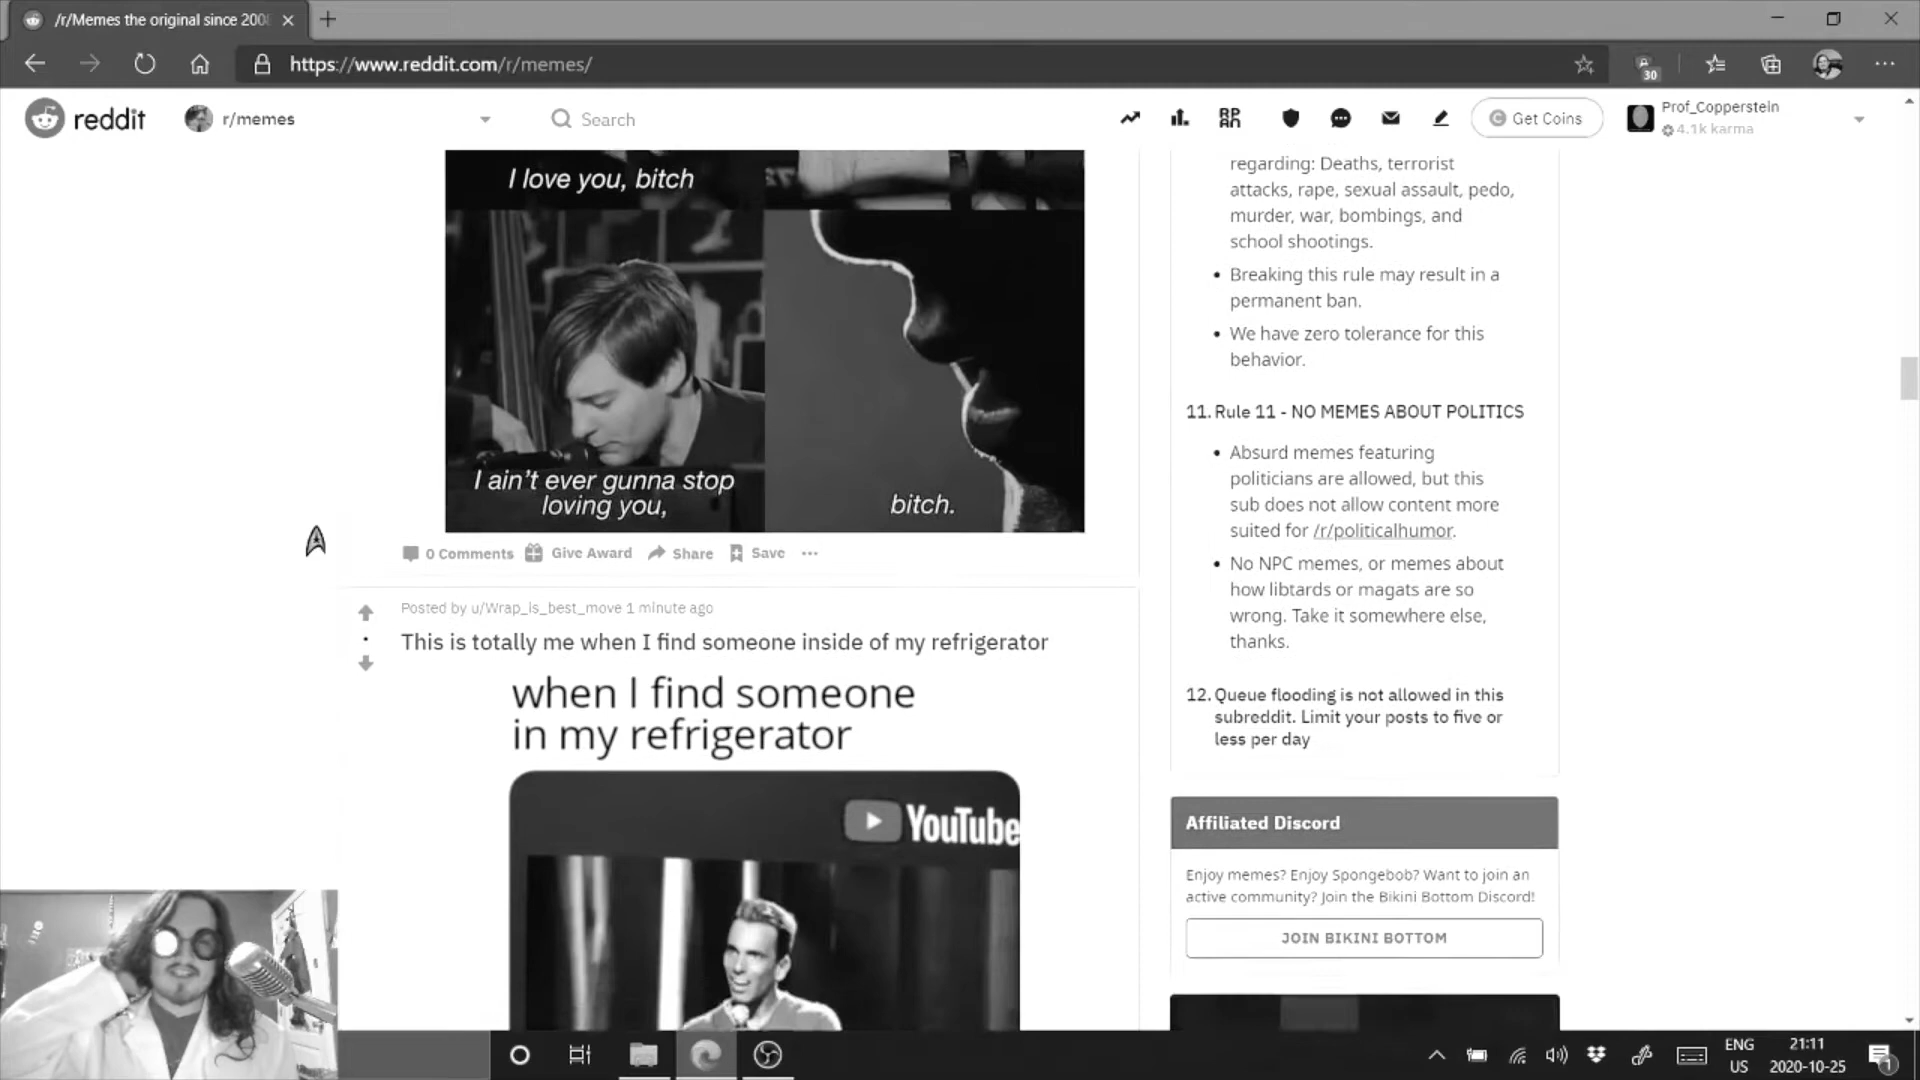 /r/Memes the original since 2008
https://www.reddit.com/r/memes/
30
reddit
r/memes
Search
RP
AN
Get Coins
Prof_Copperstein
4.1k karma
I love you, bitch
I ain't ever gunna stop
loving you,
bitch.
0 Comments
Give Award
Share
Save
Posted by u/Wrap_is_best_move 1 minute ago
This is totally me when I find someone inside of my refrigerator
when I find someone
in my refrigerator
YouTube
regarding: Deaths, terrorist
attacks, rape, sexual assault, pedo,
murder, war, bombings, and
school shootings.
Breaking this rule may result in a
permanent ban.
We have zero tolerance for this
behavior.
11. Rule 11 - NO MEMES ABOUT POLITICS
Absurd memes featuring
politicians are allowed, but this
sub does not allow content more
suited for /r/politicalhumor.
No NPC memes, or memes about
how libtards or magats are so
wrong. Take it somewhere else,
thanks.
12. Queue flooding is not allowed in this
subreddit. Limit your posts to five or
less per day
Affiliated Discord
Enjoy memes? Enjoy Spongebob? Want to join an
active community? Join the Bikini Bottom Discord!
JOIN BIKINI BOTTOM
ENG
US
21:11
2020-10-25
1